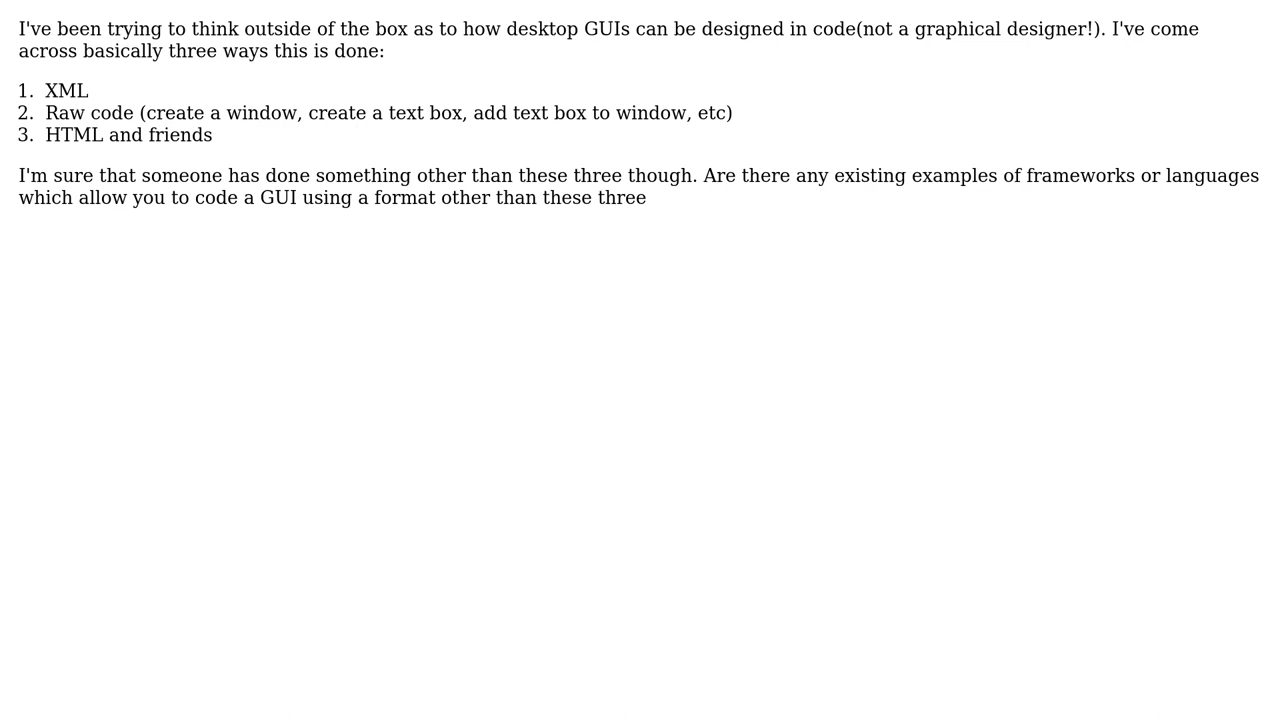 I've been trying to think outside of the box as to how desktop GUIs can be designed in code(not a graphical designer!). I've come
across basically three ways this is done:
1. XML
2. Raw code (create a window, create a text box, add text box to window, etc)
3. HTML and friends
I'm sure that someone has done something other than these three though. Are there any existing examples of frameworks or languages
which allow you to code a GUI using a format other than these three